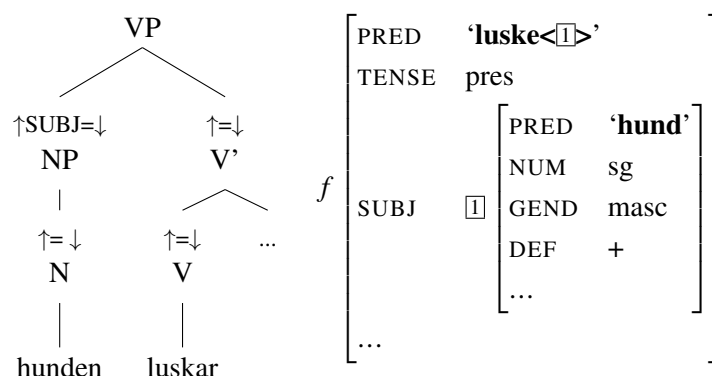 VP
↑SUBJ=↓ ↑=↓
NP V’
↑=↓ ↑=↓ ...
N V
hunden luskar
f
PRED ‘luske<1>’
TENSE pres
SUBJ 1
PRED ‘hund’
NUM sg
GEND masc
DEF +
...
...